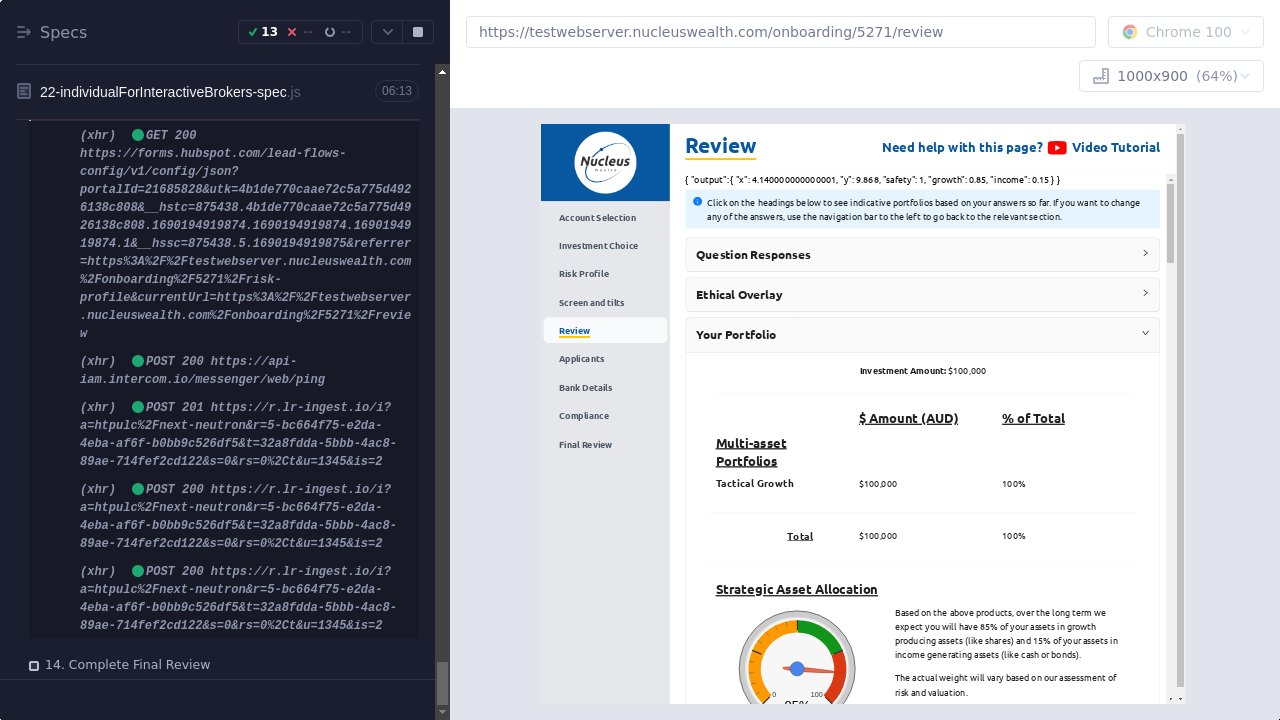 Specs
13
--
--
https://testwebserver.nucleuswealth.com/onboarding/5271/review
Chrome 100
1000x900 (64%)
22-individualForInteractiveBrokers-spec.js
06:13
(xhr) GET 200
https://forms.hubspot.com/lead-flows-
config/v1/config/json?
portalId=21685828&utk=4b1de770caae72c5a775d492
6138c808&__hstc=875438.4b1de770caae72c5a775d49
26138c808.1690194919874.1690194919874.16901949
19874.1&__hssc=875438.5.1690194919875&referrer
=https%3A%2F%2Ftestwebserver.nucleuswealth.com
%2Fonboarding%2F5271%2Frisk-
profile&currentUrl=https%3A%2F%2Ftestwebserver
.nucleuswealth.com%2Fonboarding%2F5271%2Frevie
w
(xhr) POST 200 https://api-
iam.intercom.io/messenger/web/ping
(xhr) POST 201 https://r.lr-ingest.io/i?
a=htpulc%2Fnext-neutron&r=5-bc664f75-e2da-
4eba-af6f-b0bb9c526df5&t=32a8fdda-5bbb-4ac8-
89ae-714fef2cd122&s=0&rs=0%2Ct&u=1345&is=2
(xhr) POST 200 https://r.lr-ingest.io/i?
a=htpulc%2Fnext-neutron&r=5-bc664f75-e2da-
4eba-af6f-b0bb9c526df5&t=32a8fdda-5bbb-4ac8-
89ae-714fef2cd122&s=0&rs=0%2Ct&u=1345&is=2
(xhr) POST 200 https://r.lr-ingest.io/i?
a=htpulc%2Fnext-neutron&r=5-bc664f75-e2da-
4eba-af6f-b0bb9c526df5&t=32a8fdda-5bbb-4ac8-
89ae-714fef2cd122&s=0&rs=0%2Ct&u=1345&is=2
14. Complete Final Review
Nucleus
Wealth
Account Selection
Investment Choice
Risk Profile
Screen and tilts
Review
Applicants
Bank Details
Compliance
Final Review
Review
Need help with this page? Video Tutorial
{ "output": { "x": 4.140000000000001, "y": 9.868, "safety": 1, "growth": 0.85, "income": 0.15 } }
Click on the headings below to see indicative portfolios based on your answers so far. If you want to change
any of the answers, use the navigation bar to the left to go back to the relevant section.
Question Responses
Ethical Overlay
Your Portfolio
Investment Amount: $100,000
$ Amount (AUD) % of Total
Multi-asset
Portfolios
Tactical Growth $100,000 100%
Total $100,000 100%
Strategic Asset Allocation
Based on the above products, over the long term we
expect you will have 85% of your assets in growth
producing assets (like shares) and 15% of your assets in
income generating assets (like cash or bonds).
The actual weight will vary based on our assessment of
risk and valuation.
0 100
85%